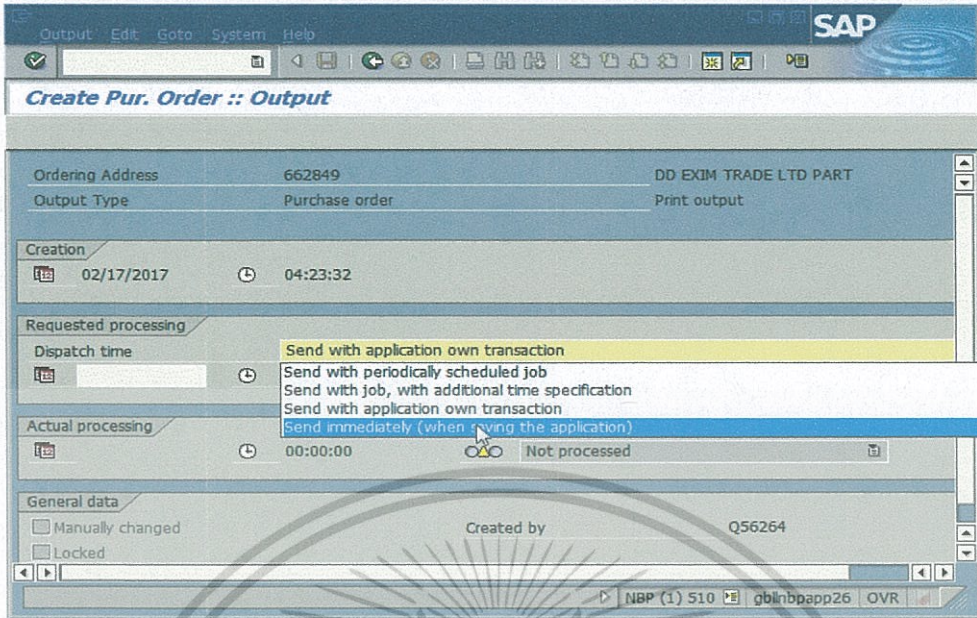 Output Edit Goto System Help
SAP
Create Pur. Order :: Output
Ordering Address 662849 DD EXIM TRADE LTD PART
Output Type Purchase order Print output
Creation
02/17/2017 04:23:32
Requested processing
Dispatch time Send with application own transaction
Send with periodically scheduled job
Send with job, with additional time specification
Send with application own transaction
Send immediately (when saving the application)
Actual processing
00:00:00 Not processed
General data
Manually changed Created by Q56264
Locked
NBP (1) 510 gblnbpapp26 OVR